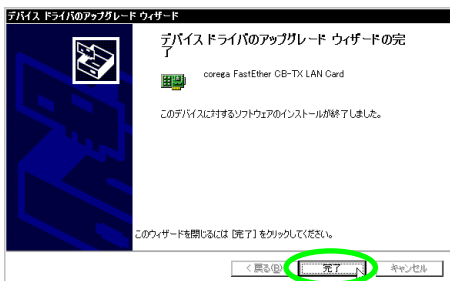 デバイス ドライバのアップグレード ウィザード
デバイス ドライバのアップグレード ウィザードの完
了
corega FastEther CB-TX LAN Card
このデバイスに対するソフトウェアのインストールが終了しました。
このウィザードを閉じるには [完了] をクリックしてください。
< 戻る(B)
完了
キャンセル